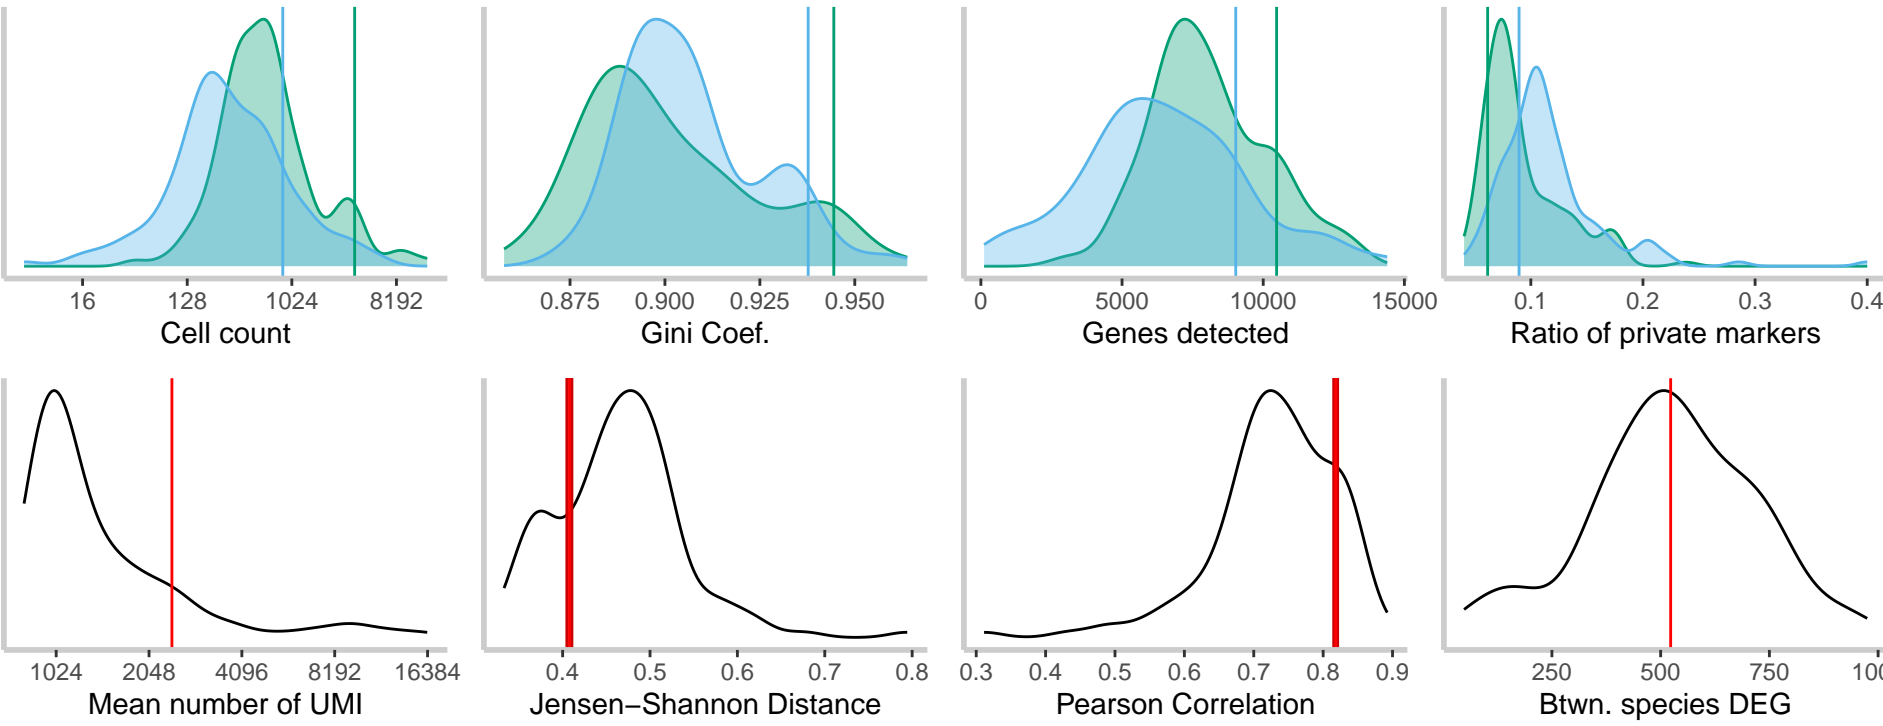 16 128 1024 8192
Cell count
0.875 0.900 0.925 0.950
Gini Coef.
0 5000 10000 15000
Genes detected
0.1 0.2 0.3 0.4
Ratio of private markers
1024 2048 4096 8192 16384
Mean number of UMI
0.4 0.5 0.6 0.7 0.8
Jensen−Shannon Distance
0.3 0.4 0.5 0.6 0.7 0.8 0.9
Pearson Correlation
250 500 750 100
Btwn. species DEG